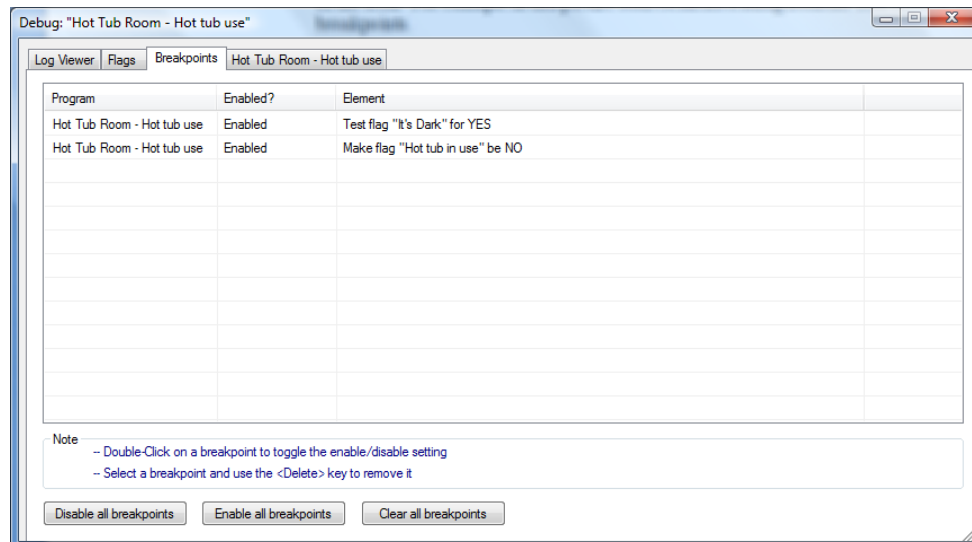 breakpoints.
Debug: "Hot Tub Room - Hot tub use"
Log Viewer Flags Breakpoints Hot Tub Room - Hot tub use
Program Enabled? Element
Hot Tub Room - Hot tub use Enabled Test flag "It's Dark" for YES
Hot Tub Room - Hot tub use Enabled Make flag "Hot tub in use" be NO
Note
-- Double-Click on a breakpoint to toggle the enable/disable setting
-- Select a breakpoint and use the <Delete> key to remove it
Disable all breakpoints Enable all breakpoints Clear all breakpoints